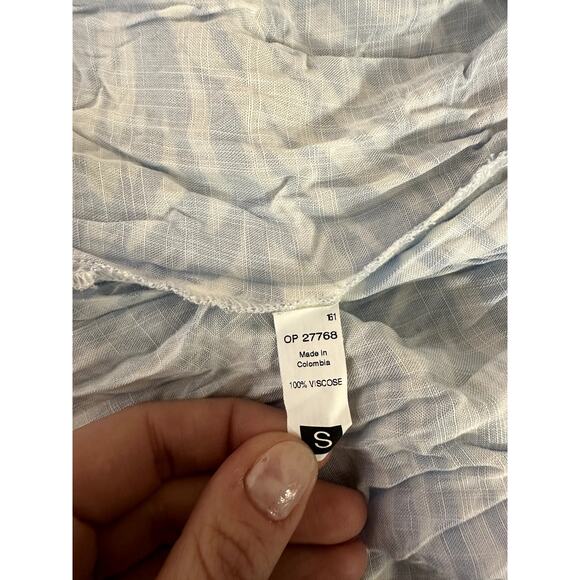 161
OP 27768
Made in
Colombia
100% VISCOSE
S